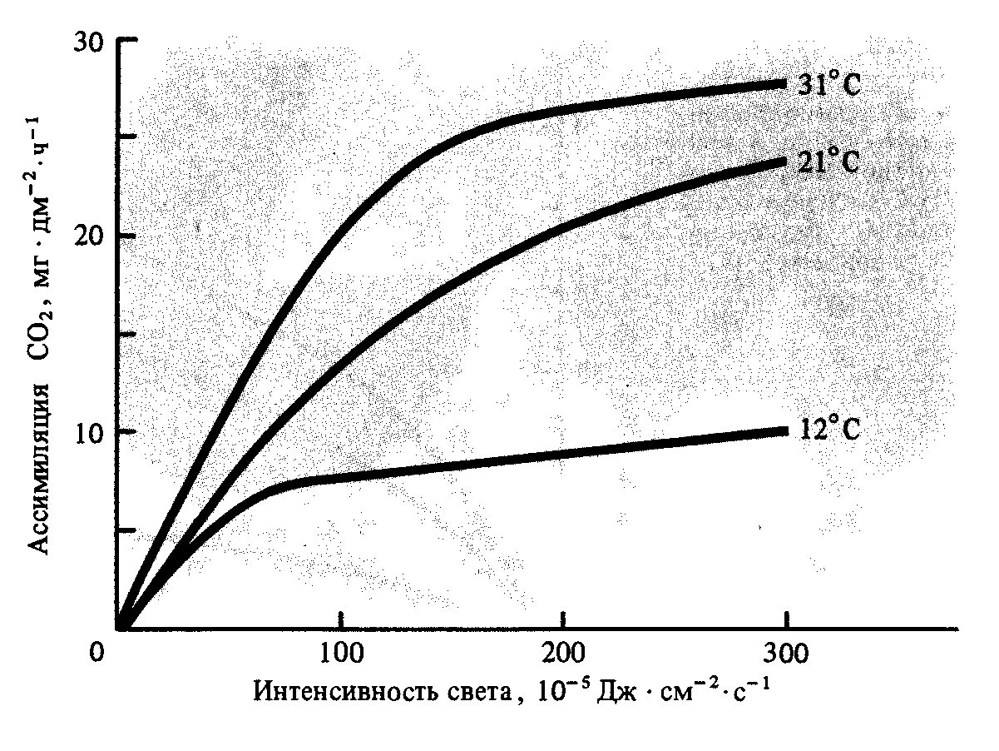 30
31°C
21°C
Ассимиляция CO₂, мг · дм⁻² · ч⁻¹
20
10
12°C
0
100
200
300
Интенсивность света, 10⁻⁵ Дж · см⁻² · с⁻¹